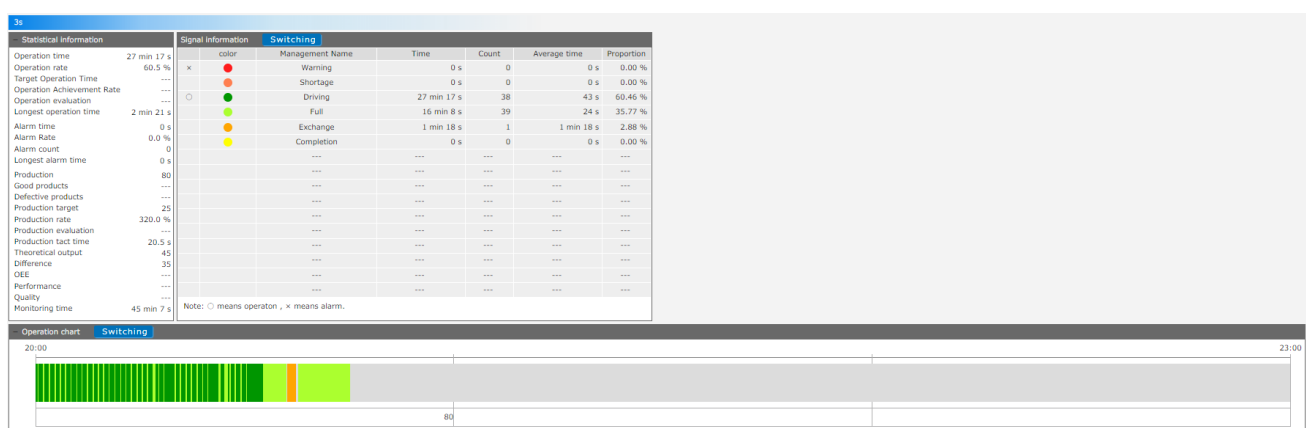 3s
Statistical information
Operation time 27 min 17 s
Operation rate 60.5 %
Target Operation Time ---
Operation Achievement Rate ---
Operation evaluation ---
Longest operation time 2 min 21 s
Alarm time 0 s
Alarm Rate 0.0 %
Alarm count 0
Longest alarm time 0 s
Production 80
Good products ---
Defective products ---
Production target 25
Production rate 320.0 %
Production evaluation ---
Production tact time 20.5 s
Theoretical output 45
Difference 35
OEE ---
Performance ---
Quality ---
Monitoring time 45 min 7 s
Signal information Switching
color Management Name Time Count Average time Proportion
× Warning 0 s 0 0 s 0.00 %
Shortage 0 s 0 0 s 0.00 %
○ Driving 27 min 17 s 38 43 s 60.46 %
Full 16 min 8 s 39 24 s 35.77 %
Exchange 1 min 18 s 1 1 min 18 s 2.88 %
Completion 0 s 0 0 s 0.00 %
--- --- --- --- ---
--- --- --- --- ---
--- --- --- --- ---
--- --- --- --- ---
--- --- --- --- ---
--- --- --- --- ---
--- --- --- --- ---
--- --- --- --- ---
--- --- --- --- ---
--- --- --- --- ---
Note: ○ means operaton , × means alarm.
Operation chart Switching
20:00 23:00
80